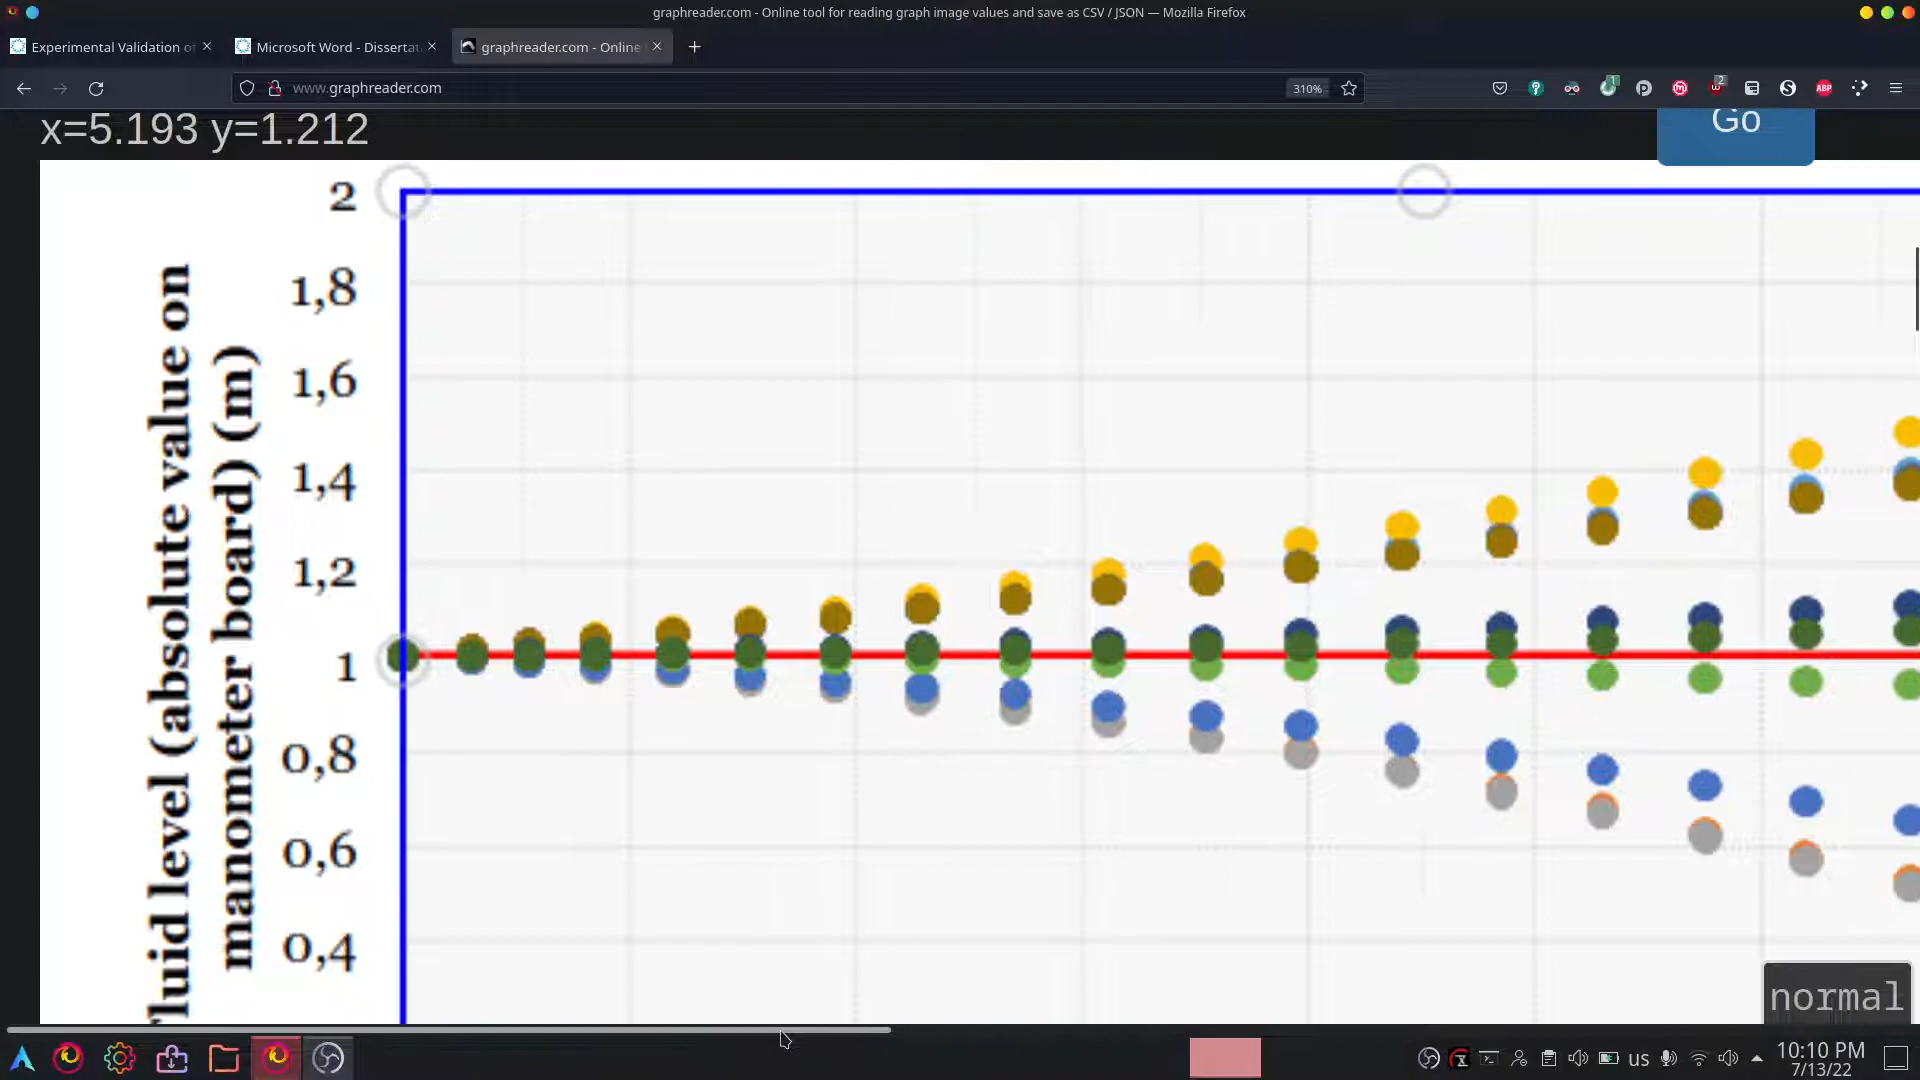 graphreader.com - Online tool for reading graph image values and save as CSV / JSON — Mozilla Firefox
Experimental Validation of
Microsoft Word - Dissertat
graphreader.com - Online
www.graphreader.com
310%
1
2
ABP
x=5.193 y=1.212
Go
2
1,8
1,6
1,4
1,2
1
0,8
0,6
0,4
luid level (absolute value on
manometer board) (m)
normal
us
10:10 PM
7/13/22